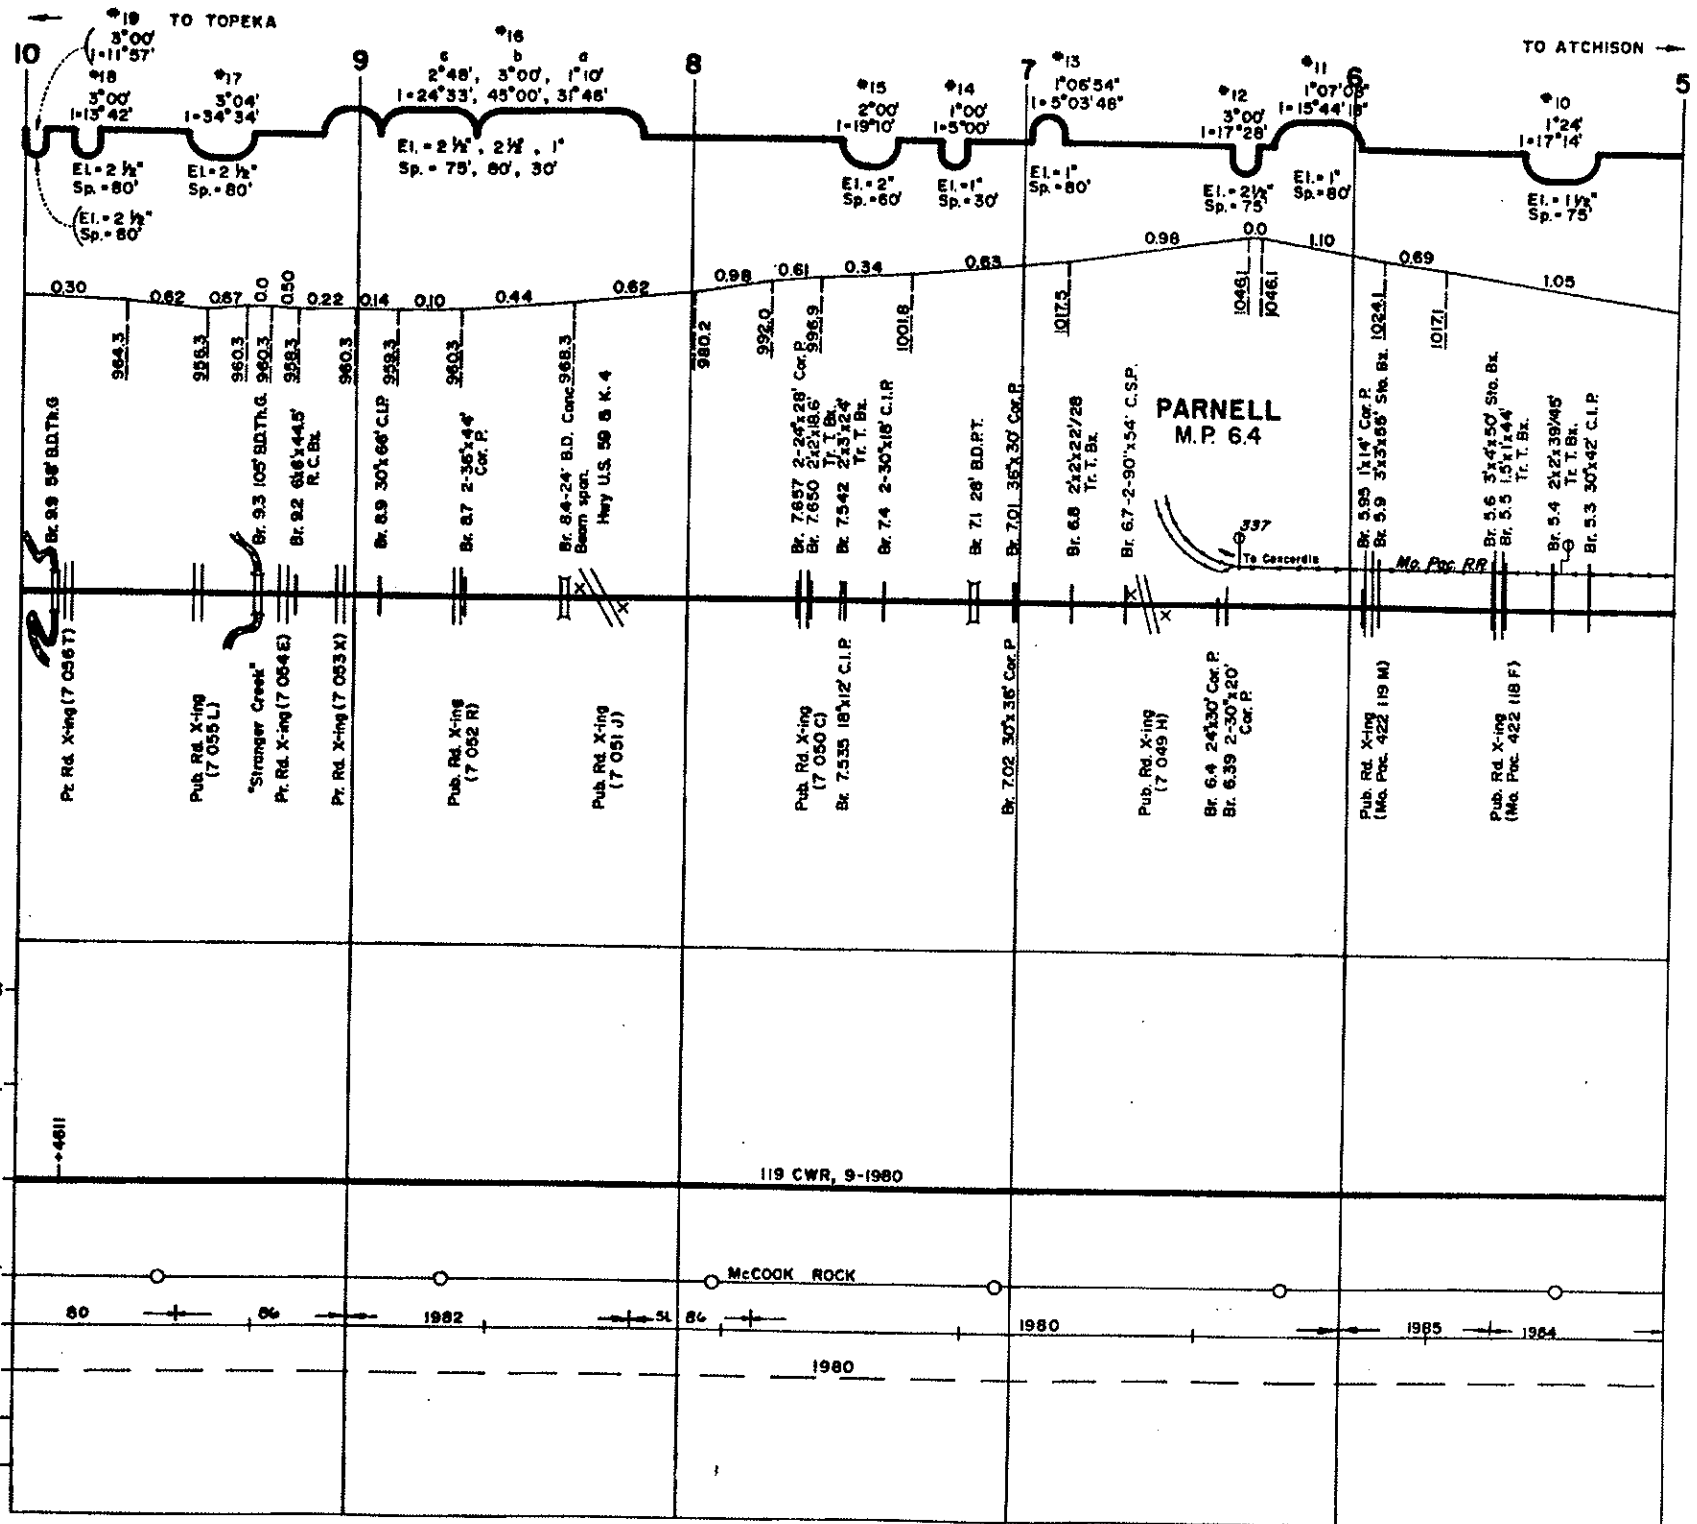 TO TOPEKA
TO ATCHISON
10
9
8
7
6
5
#19
3°00'
I=11°57'
#18
3°00'
I=13°42'
El.=2 ½"
Sp.=80'
(El.=2 ½"
Sp.=80'
#17
3°04'
I=34°34'
El.=2 ½"
Sp.=80'
#16
c b a
2°48', 3°00', 1°10'
I=24°33', 45°00', 31°46'
El.=2 ½", 2½, 1"
Sp.=75', 80', 30'
#15
2°00'
I=19°10'
El.=2"
Sp.=60'
#14
1°00'
I=5°00'
El.=1"
Sp.=30'
#13
1°06'54"
I=5°03'48"
El.=1"
Sp.=80'
#12
3°00'
I=17°28'
El.=2½"
Sp.=75'
#11
1°07'03"
I=15°44'18"
El.=1"
Sp.=80'
#10
1°24'
I=17°14'
El.=1½"
Sp.=75'
0.30
0.62
0.67
0.0
0.50
0.22
0.14
0.10
0.44
0.62
0.98
0.61
0.34
0.63
0.98
0.0
1.10
0.69
1.05
964.3
956.3
960.3
960.3
958.3
960.3
959.3
960.3
968.3
980.2
992.0
996.9
1001.8
1017.5
1046.1
1046.1
1024.1
1017.1
Br. 9.9 58' B.D.Th.G
Br. 9.3 105' B.D.Th.G.
Br. 9.2 6x6'x44.5'
R. C. Bx.
Br. 8.9 30"x66' C.I.P.
Br. 8.7 2-36"x44'
Cor. P.
Br. 8.4-24' B.D. Conc
Beam span.
Hwy U.S. 59 & K. 4
Br. 7.657 2-24"x28' Cor. P.
Br. 7.650 2'x2'x18.6'
Tr. T. Bx.
Br. 7.542 2'x3'x24'
Tr. T. Bx.
Br. 7.4 2-30"x18' C.I.P.
Br. 7.1 28' B.D.P.T.
Br. 7.01 36"x30' Cor. P.
Br. 6.8 2'x2'x22'/28
Tr. T. Bx.
Br. 6.7-2-90"x54' C.S.P.
PARNELL
M.P. 6.4
337
To Concordia
Mo. Pac. RR
Br. 5.95 1'x14' Cor. P.
Br. 5.9 3'x3'x55' Sto. Bx.
Br. 5.6 3'x4'x50' Sto. Bx.
Br. 5.5 1.5'x1'x44'
Tr. T. Bx.
Br. 5.4 2'x2'x39'/45'
Tr. T. Bx.
Br. 5.3 30"x42' C.I.P.
Pr. Rd. X-ing (7 056 T)
Pub. Rd. X-ing
(7 055 L)
"Stranger Creek"
Pr. Rd. X-ing (7 054 E)
Pr. Rd. X-ing (7 053 X)
Pub. Rd. X-ing
(7 052 R)
Pub. Rd. X-ing
(7 051 J)
Pub. Rd. X-ing
(7 050 C)
Br. 7.535 18"x12' C.I.P.
Br. 7.02 30"x36' Cor. P
Pub. Rd. X-ing
(7 049 H)
Br. 6.4 24"x30' Cor. P.
Br. 6.39 2-30"x20'
Cor. P.
Pub. Rd. X-ing
(Mo. Pac. 422 119 M)
Pub. Rd. X-ing
(Mo. Pac. 422 118 F)
+4611
119 CWR, 9-1980
McCOOK ROCK
80
86
1982
SL 86
1980
1985
1984
1980